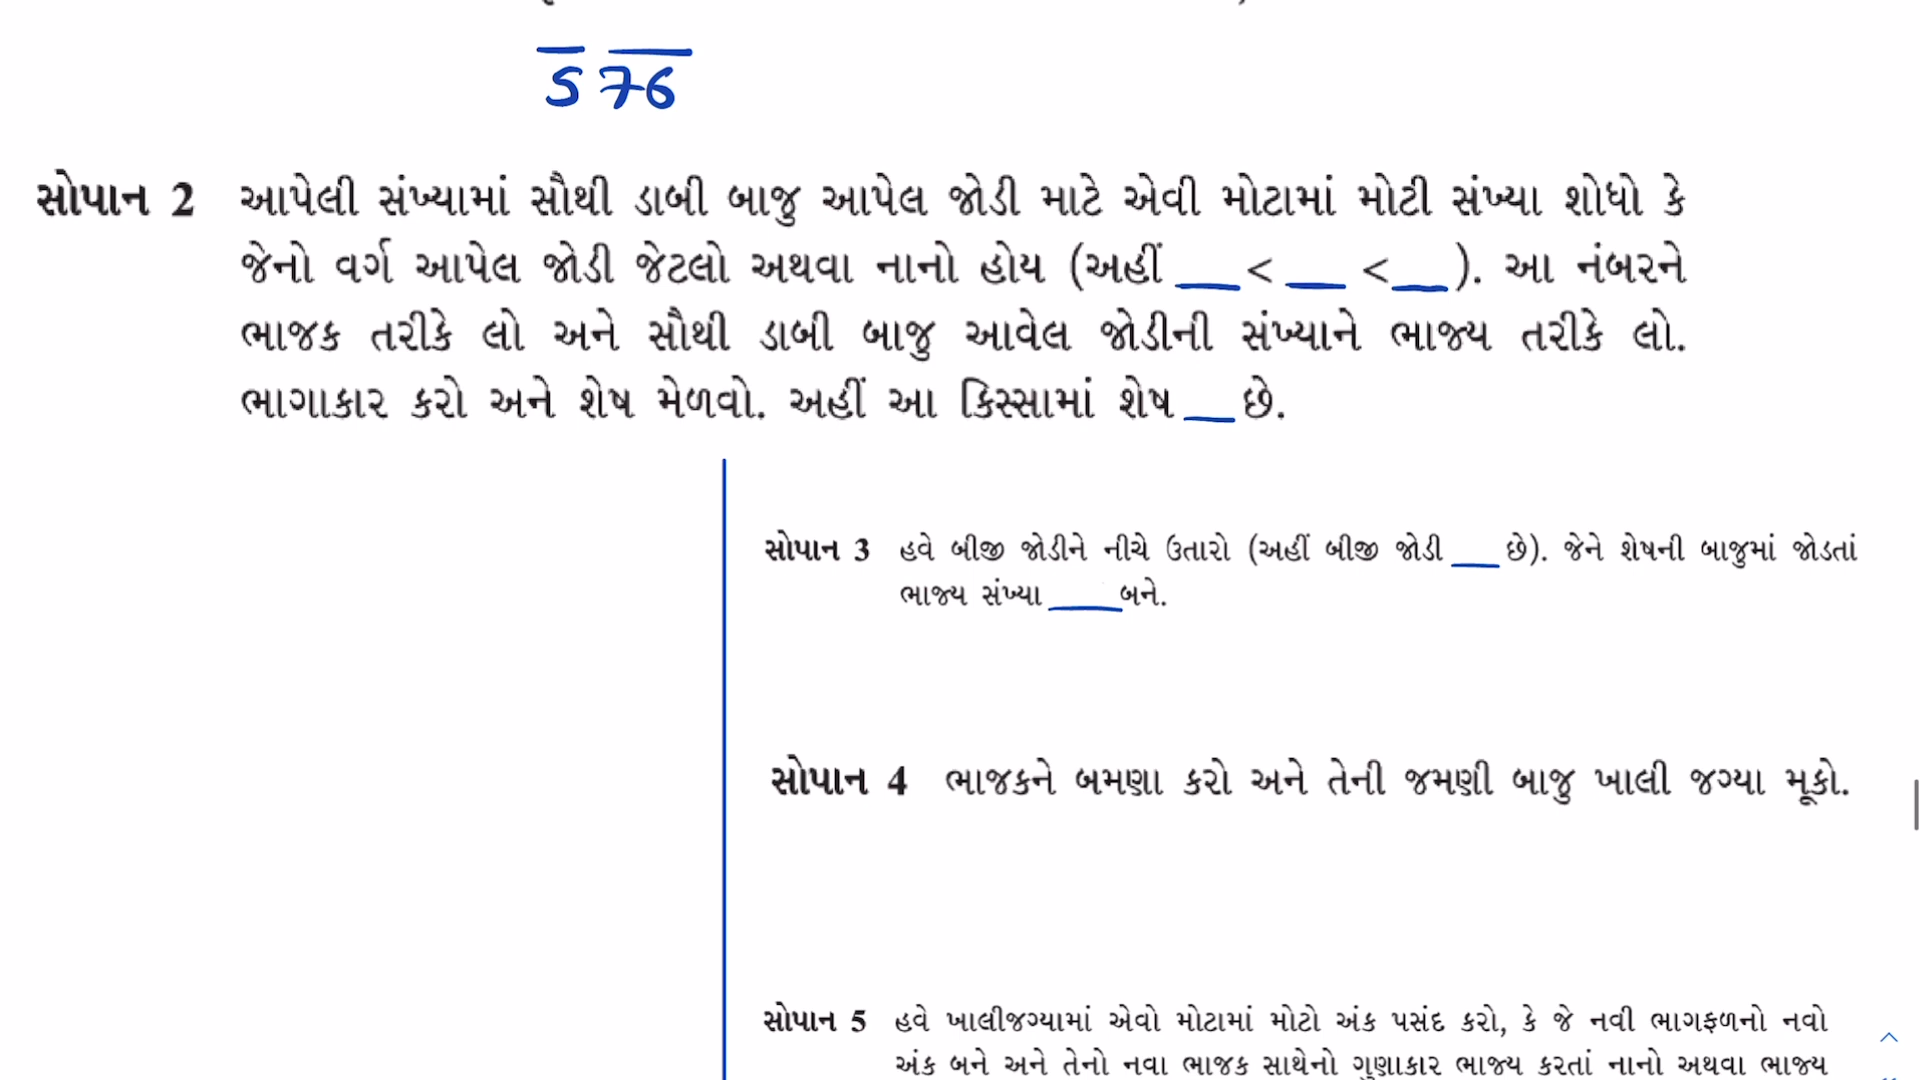 5 76
સોપાન 2 આપેલી સંખ્યામાં સૌથી ડાબી બાજુ આપેલ જોડી માટે એવી મોટામાં મોટી સંખ્યા શોધો કે
જેનો વર્ગ આપેલ જોડી જેટલો અથવા નાનો હોય (અહીં __ < __ < __ ). આ નંબરને
ભાજક તરીકે લો અને સૌથી ડાબી બાજુ આવેલ જોડીની સંખ્યાને ભાજ્ય તરીકે લો.
ભાગાકાર કરો અને શેષ મેળવો. અહીં આ કિસ્સામાં શેષ __ છે.
સોપાન 3 હવે બીજી જોડીને નીચે ઉતારો (અહીં બીજી જોડી __ છે). જેને શેષની બાજુમાં જોડતાં
ભાજ્ય સંખ્યા ___ બને.
સોપાન 4 ભાજકને બમણા કરો અને તેની જમણી બાજુ ખાલી જગ્યા મૂકો.
સોપાન 5 હવે ખાલીજગ્યામાં એવો મોટામાં મોટો અંક પસંદ કરો, કે જે નવી ભાગફળનો નવો
અંક બને અને તેનો નવા ભાજક સાથેનો ગુણાકાર ભાજ્ય કરતાં નાનો અથવા ભાજ્ય